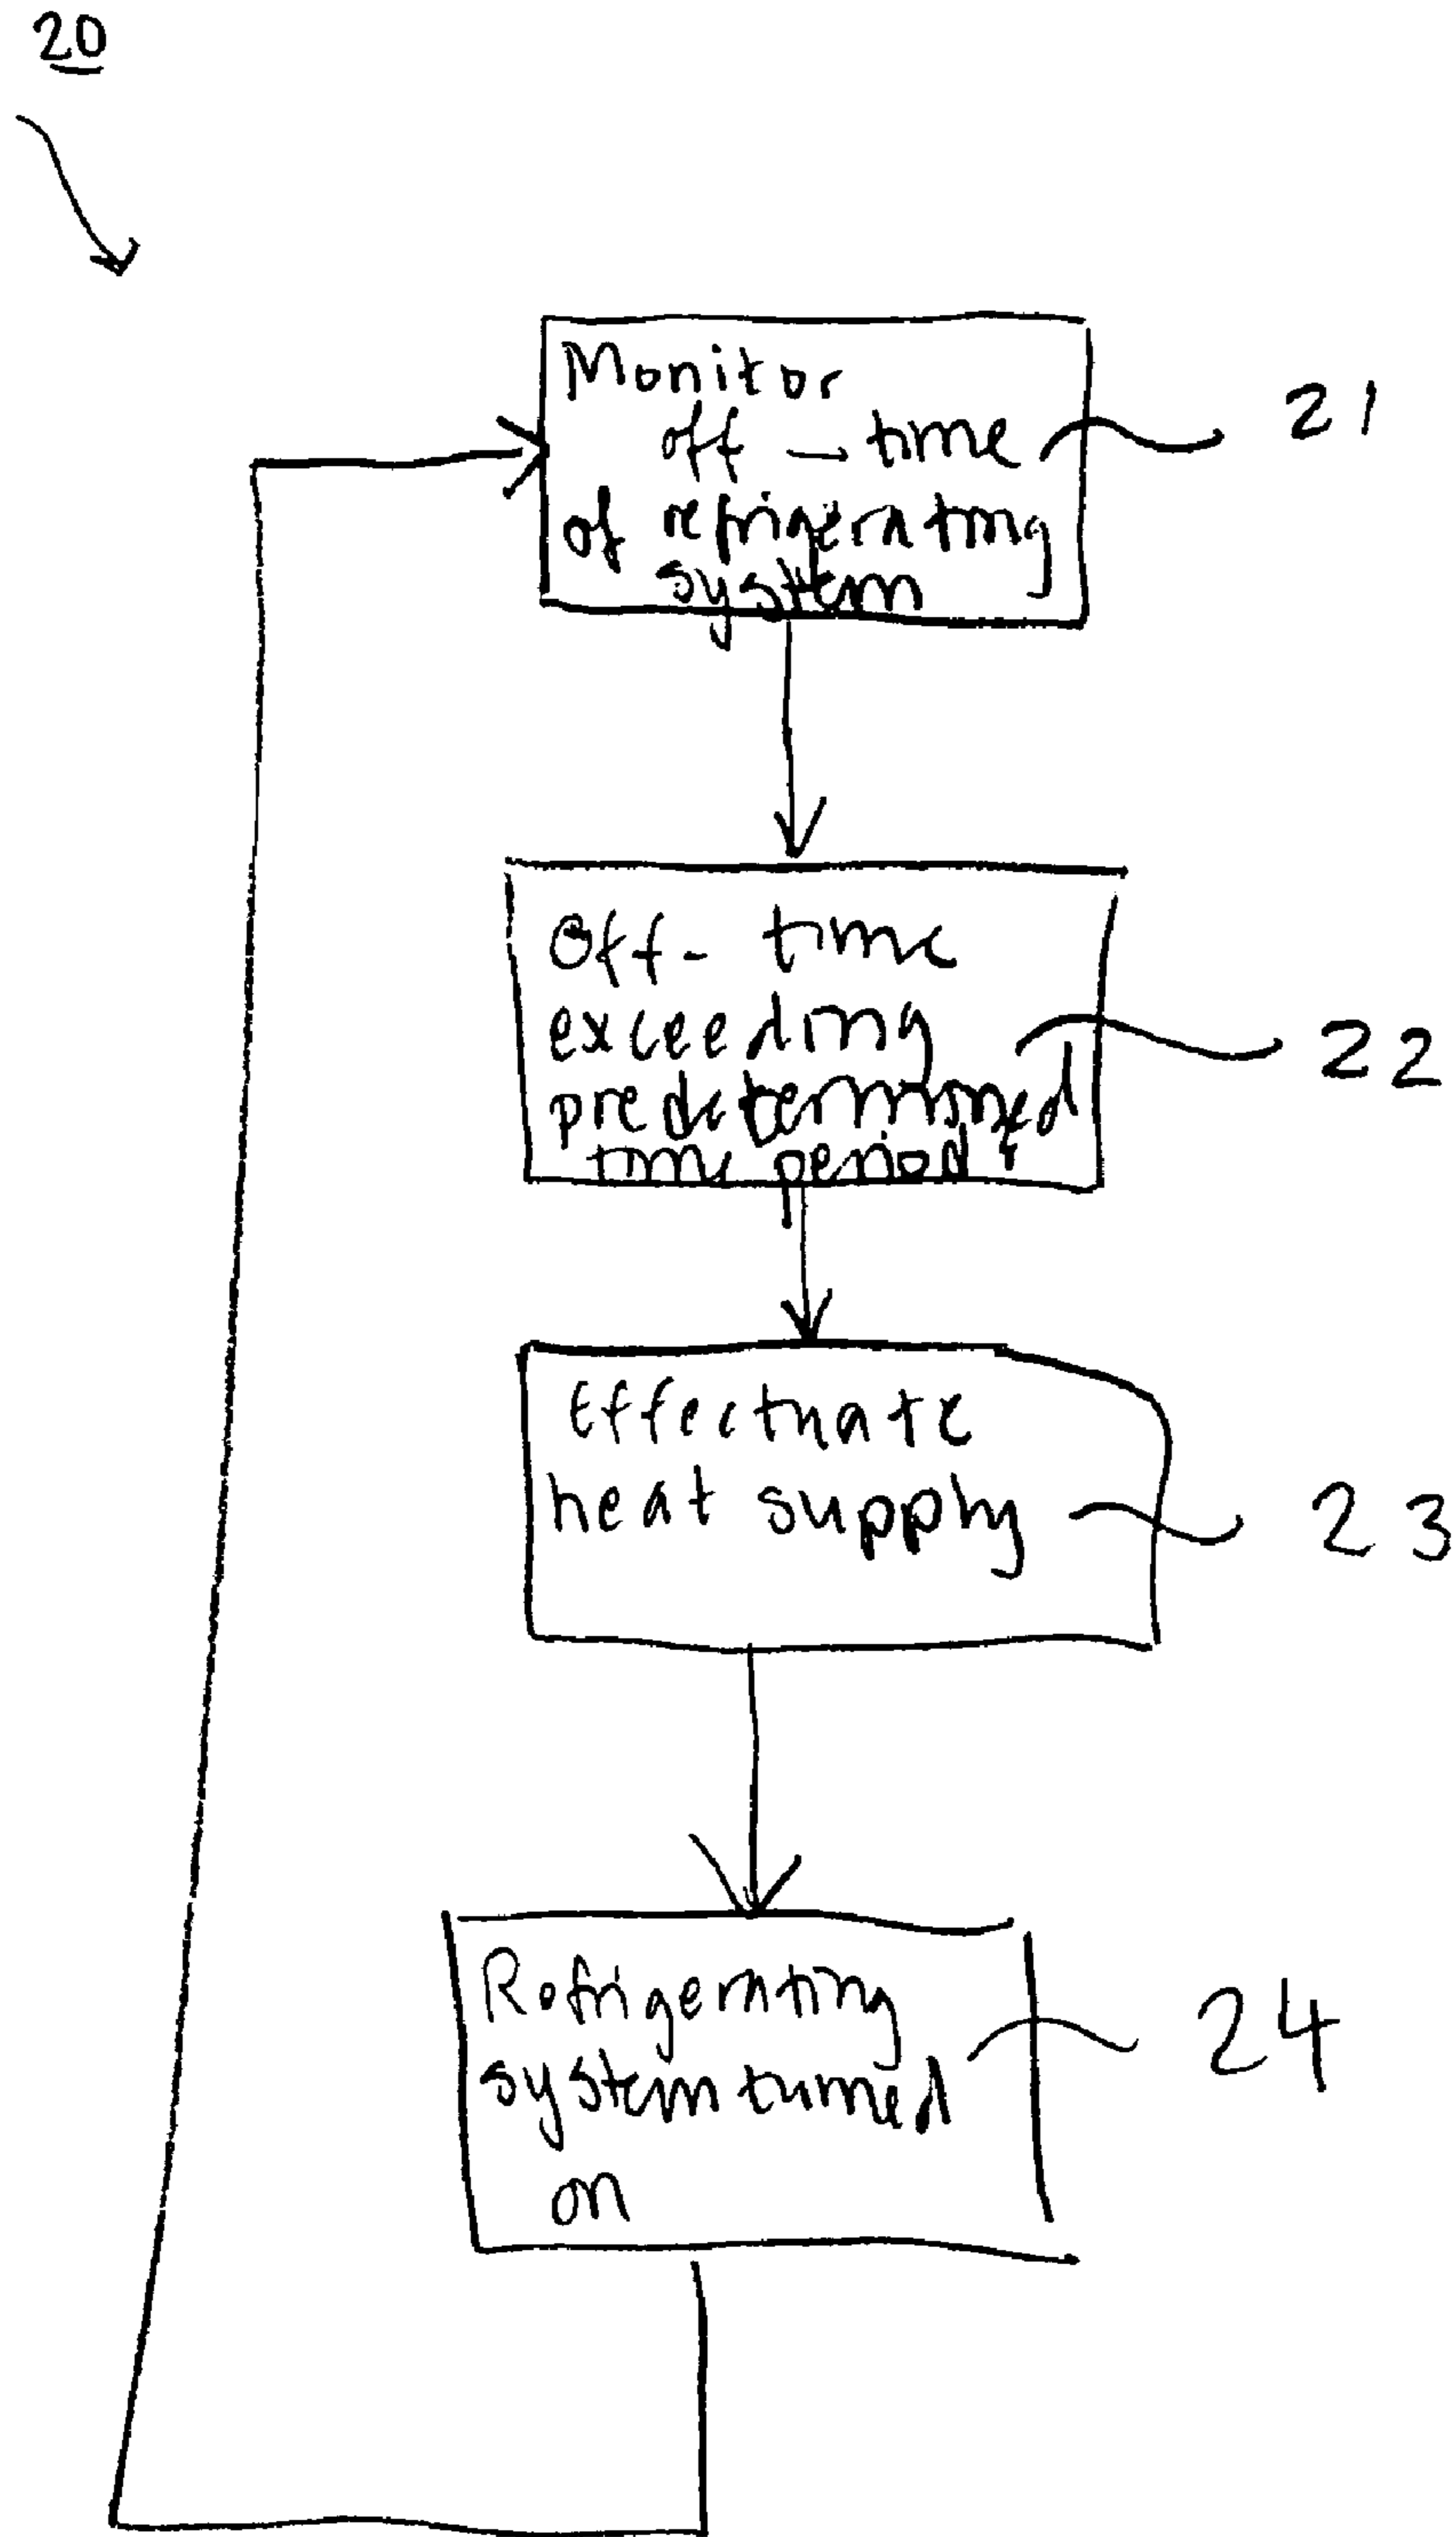 20
Monitor
off - time
of refrigerating
system
21
Off- time
exceeding
predetermined
time period
22
Effectuate
heat supply
23
Refrigerating
system turned
on
24